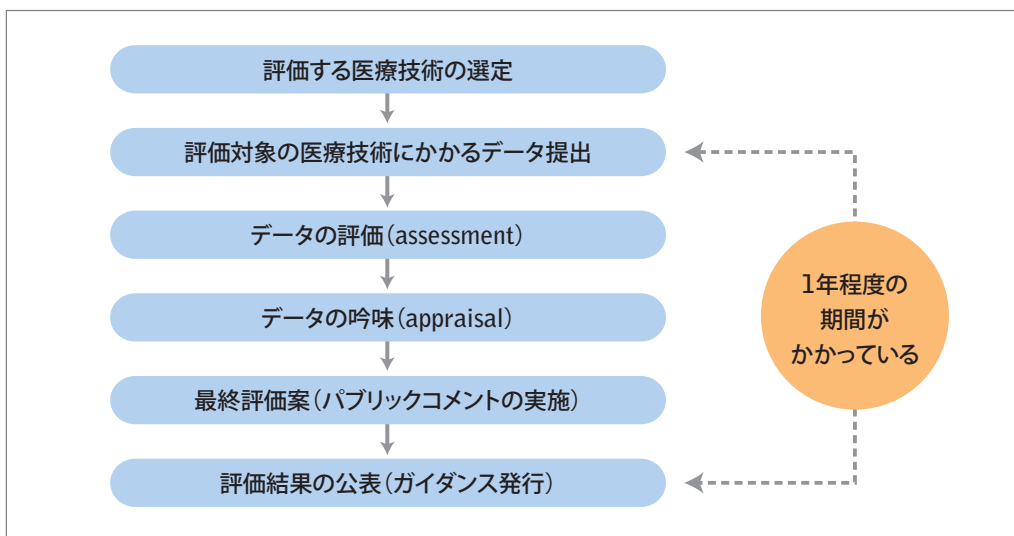 評価する医療技術の選定
評価対象の医療技術にかかるデータ提出
データの評価(assessment)
データの吟味(appraisal)
最終評価案(パブリックコメントの実施)
評価結果の公表(ガイダンス発行)
1年程度の
期間が
かかっている